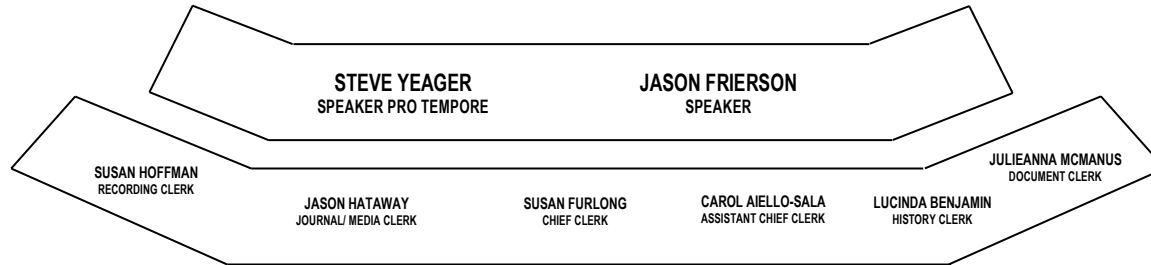 STEVE YEAGER
SPEAKER PRO TEMPORE
JASON FRIERSON
SPEAKER
SUSAN HOFFMAN
RECORDING CLERK
JASON HATAWAY
JOURNAL/ MEDIA CLERK
SUSAN FURLONG
CHIEF CLERK
CAROL AIELLO-SALA
ASSISTANT CHIEF CLERK
LUCINDA BENJAMIN
HISTORY CLERK
JULIEANNA MCMANUS
DOCUMENT CLERK